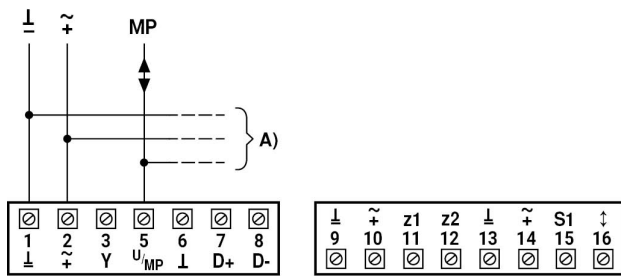 ⊥ ~ MP
− +
A)
1 2 3 5 6 7 8
⊥ ~+ Y U/MP ⊥ D+ D-
⊥ ~+ z1 z2 ⊥ ~+ S1 ↕
9 10 11 12 13 14 15 16